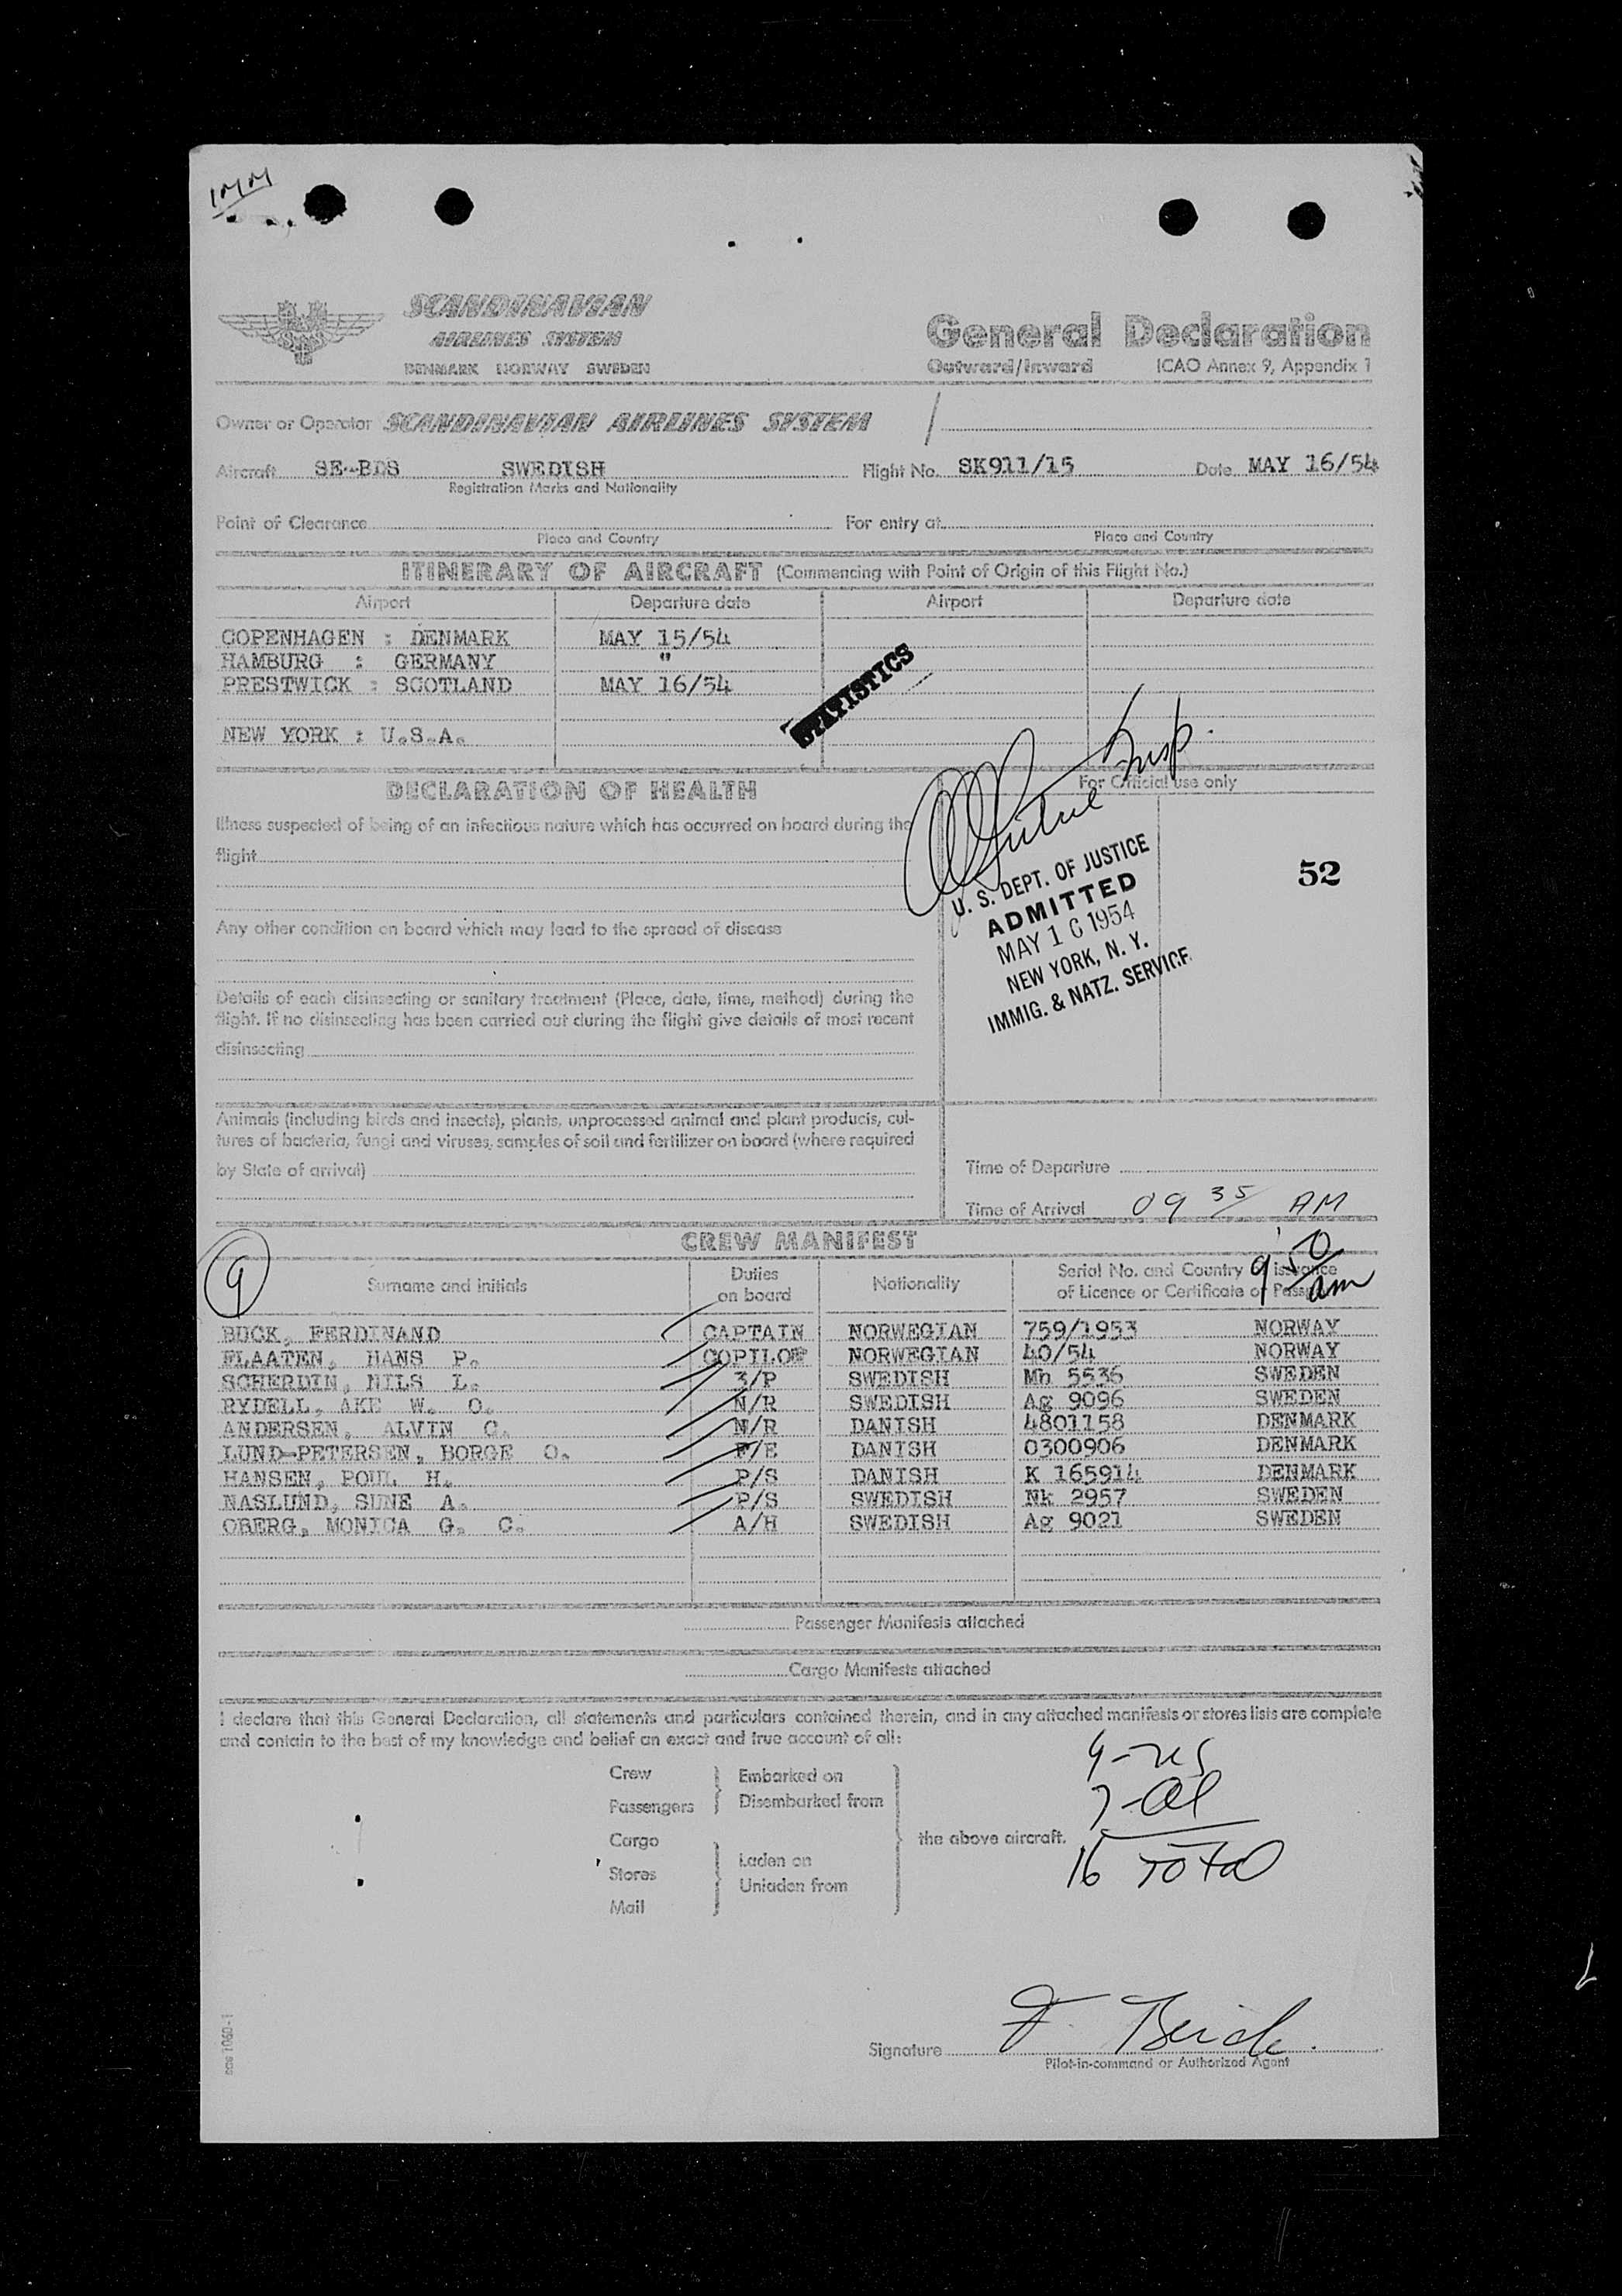 IMM
SCANDINAVIAN
AIRLINES SYSTEM
DENMARK NORWAY SWEDEN
General Declaration
Outward/Inward ICAO Annex 9, Appendix 1
Owner or Operator SCANDINAVIAN AIRLINES SYSTEM /
Aircraft SE-BDS SWEDISH Flight No. SK911/15 Date MAY 16/54
Registration Marks and Nationality
Point of Clearance For entry at
Place and Country Place and Country
ITINERARY OF AIRCRAFT (Commencing with Point of Origin of this Flight No.)
Airport Departure date Airport Departure date
COPENHAGEN : DENMARK MAY 15/54
HAMBURG : GERMANY "
PRESTWICK : SCOTLAND MAY 16/54
STATISTICS
NEW YORK : U.S.A.
Insp.
DECLARATION OF HEALTH
For Official use only
Illness suspected of being of an infectious nature which has occurred on board during the
flight
52
U. S. DEPT. OF JUSTICE
ADMITTED
MAY 16 1954
NEW YORK, N. Y.
IMMIG. & NATZ. SERVICE
Any other condition on board which may lead to the spread of disease
Details of each disinsecting or sanitary treatment (Place, date, time, method) during the
flight. If no disinsecting has been carried out during the flight give details of most recent
disinsecting
Animals (including birds and insects), plants, unprocessed animal and plant products, cul-
tures of bacteria, fungi and viruses, samples of soil and fertilizer on board (where required
by State of arrival)
Time of Departure
Time of Arrival 09 35 AM
CREW MANIFEST
9
9 50 am
Surname and initials Duties on board Nationality Serial No. and Country of issuance of Licence or Certificate or Passport
BUCK, FERDINAND CAPTAIN NORWEGIAN 759/1953 NORWAY
FLAATEN, HANS P. COPILOT NORWEGIAN 40/54 NORWAY
SCHERDIN, NILS L. 3/P SWEDISH Mh 5536 SWEDEN
RYDELL, AKE W. O. N/R SWEDISH Ag 9096 SWEDEN
ANDERSEN, ALVIN C. N/R DANISH 4801158 DENMARK
LUND-PETERSEN, BORGE O. F/E DANISH 0300906 DENMARK
HANSEN, POUL H. P/S DANISH K 165914 DENMARK
NASLUND, SUNE A. P/S SWEDISH Nk 2957 SWEDEN
OBERG, MONICA G. C. A/H SWEDISH Ag 9021 SWEDEN
Passenger Manifests attached
Cargo Manifests attached
I declare that this General Declaration, all statements and particulars contained therein, and in any attached manifests or stores lists are complete
and contain to the best of my knowledge and belief an exact and true account of all:
Crew
Passengers
Embarked on
Disembarked from
Cargo
Stores
Mail
Laden on
Unladen from
the above aircraft.
9-US
7-Al
16 Total
Signature F. Buck.
Pilot-in-command or Authorized Agent
sas 1060-1